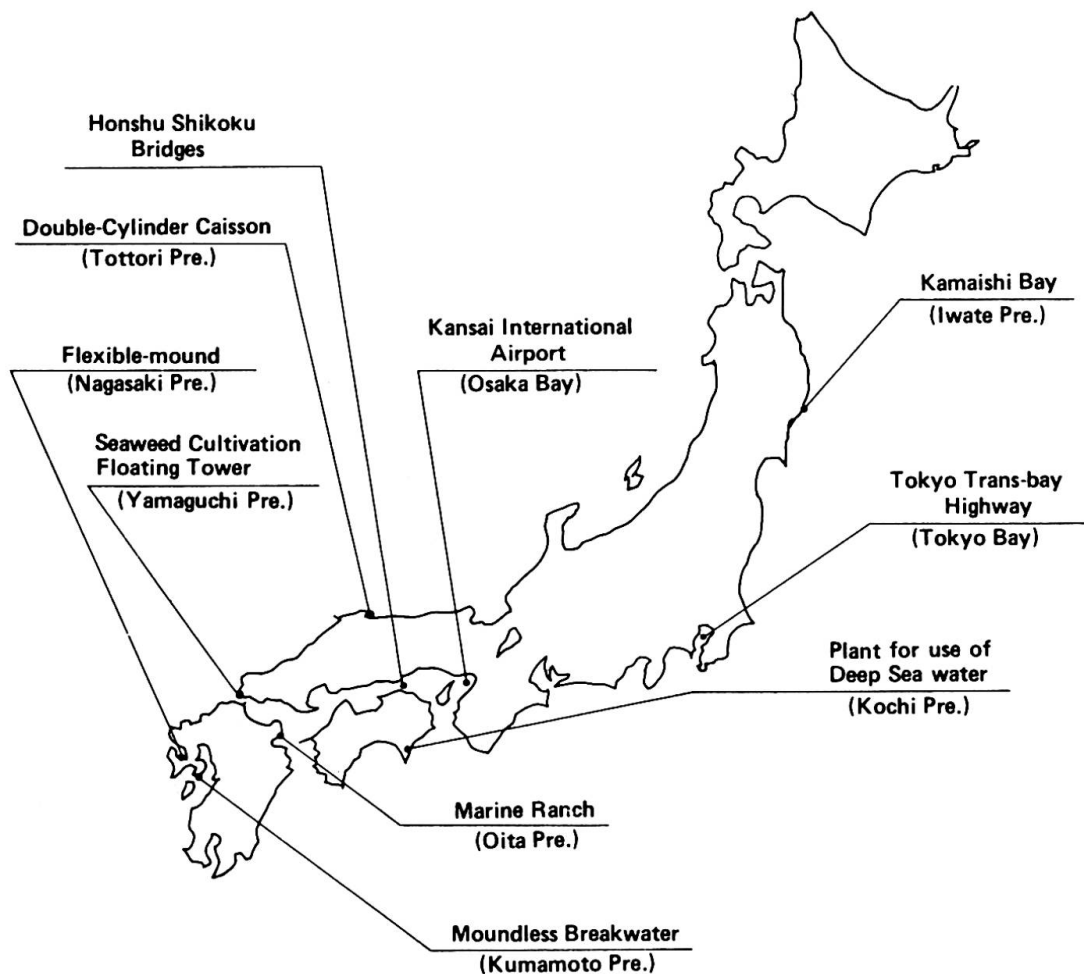 Honshu Shikoku
Bridges
Double-Cylinder Caisson
(Tottori Pre.)
Kamaishi Bay
(Iwate Pre.)
Kansai International
Airport
(Osaka Bay)
Flexible-mound
(Nagasaki Pre.)
Seaweed Cultivation
Floating Tower
(Yamaguchi Pre.)
Tokyo Trans-bay
Highway
(Tokyo Bay)
Plant for use of
Deep Sea water
(Kochi Pre.)
Marine Ranch
(Oita Pre.)
Moundless Breakwater
(Kumamoto Pre.)